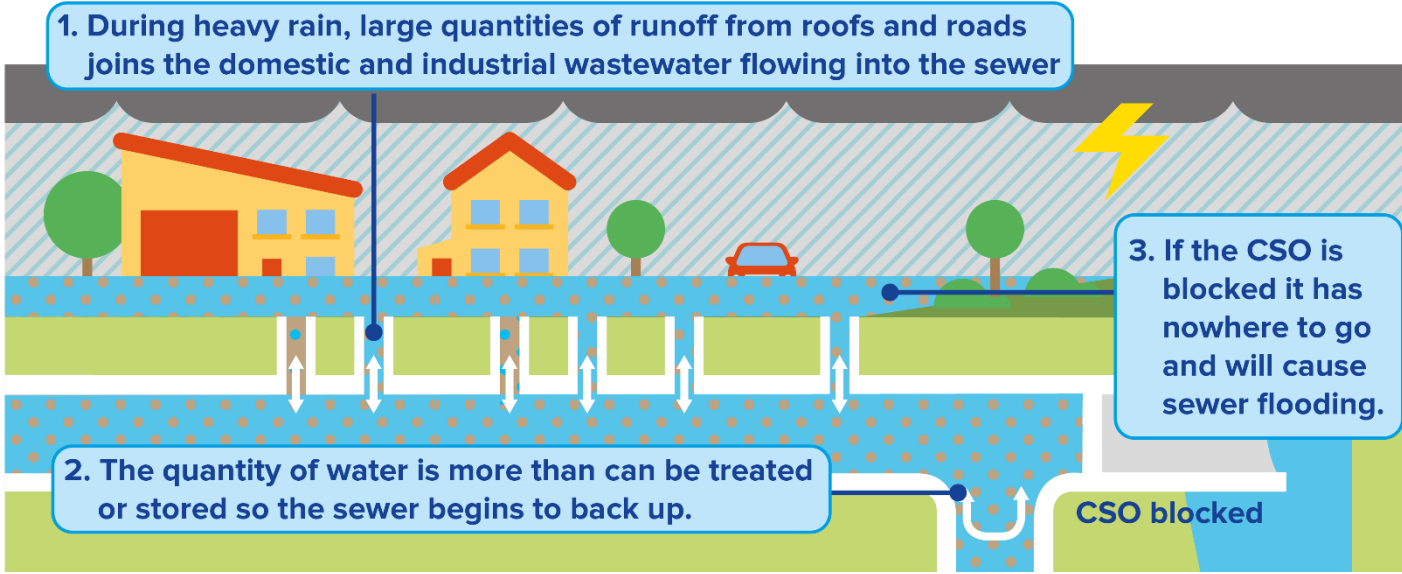 1. During heavy rain, large quantities of runoff from roofs and roads
joins the domestic and industrial wastewater flowing into the sewer
3. If the CSO is
blocked it has
nowhere to go
and will cause
sewer flooding.
2. The quantity of water is more than can be treated
or stored so the sewer begins to back up.
CSO blocked